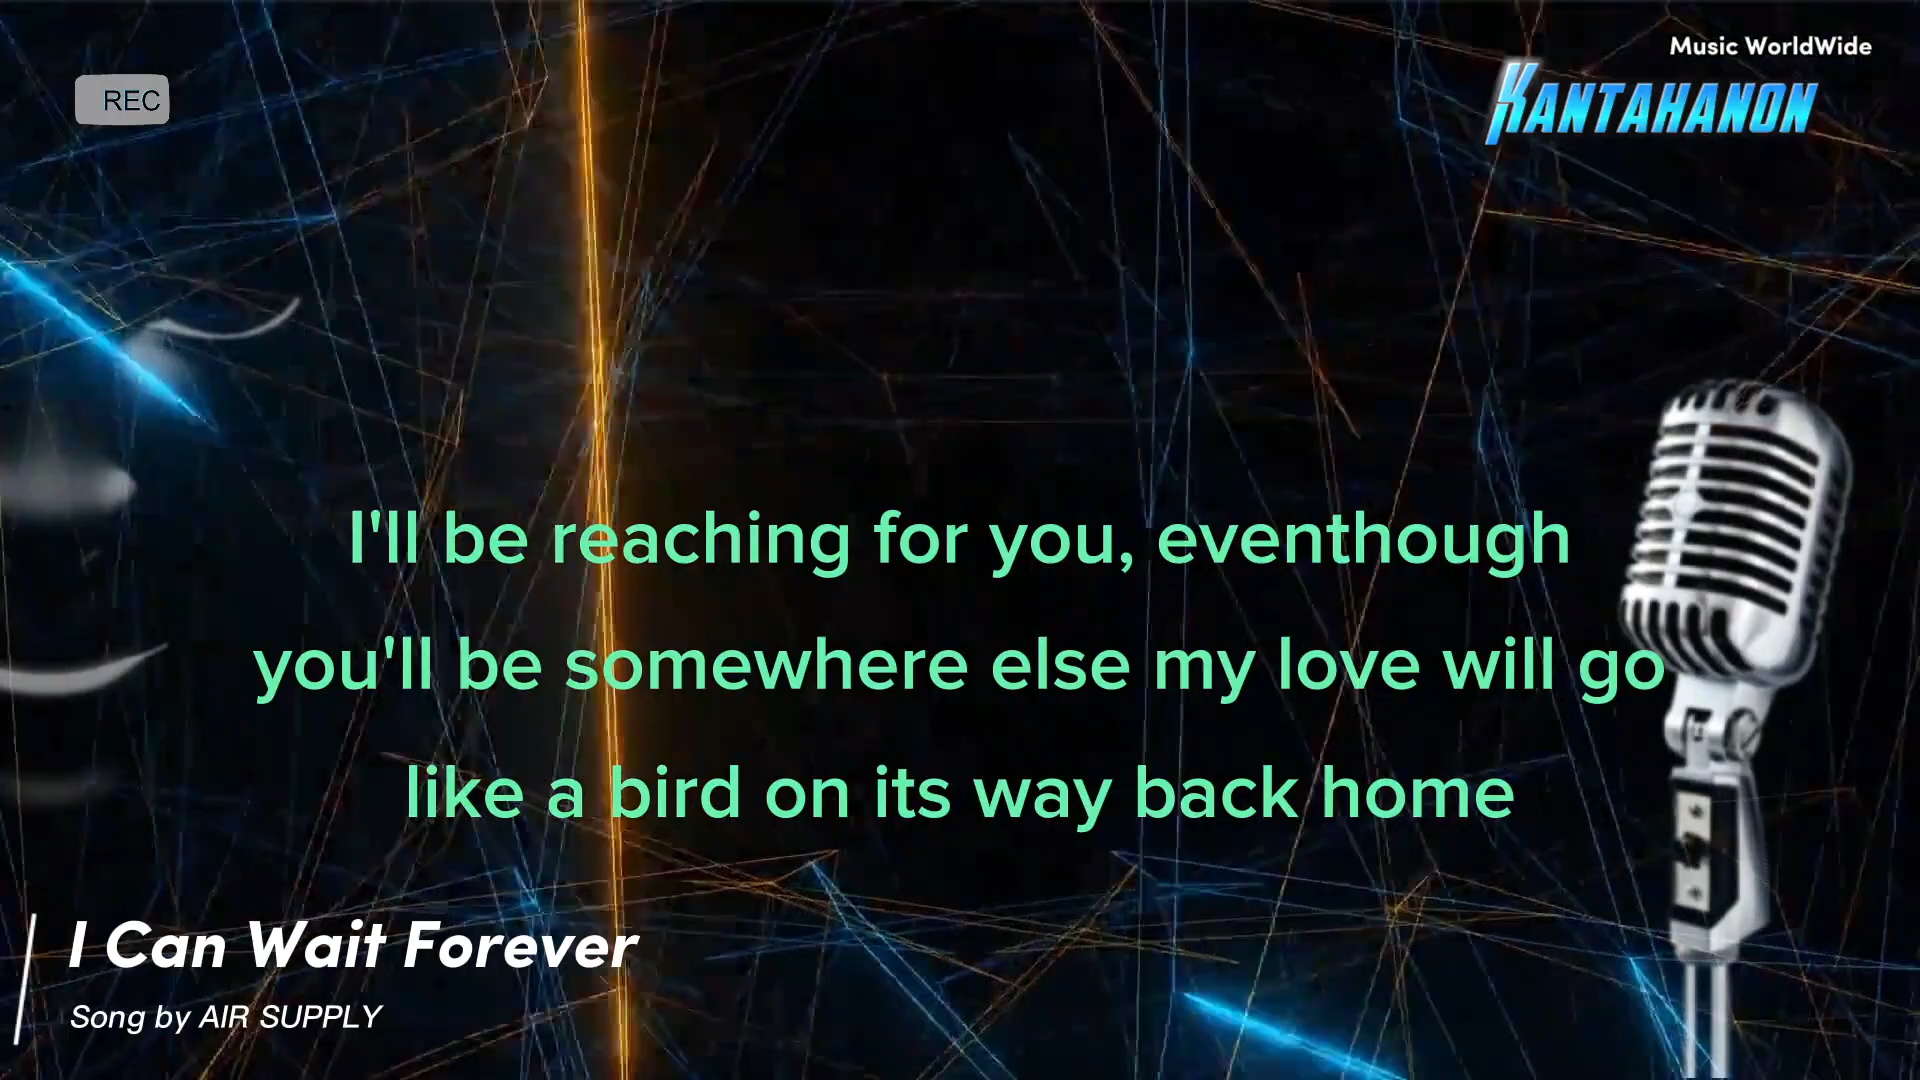 Music WorldWide
REC
KANTAHANON
I'll be reaching for you, eventhough
you'll be somewhere else my love will go
like a bird on its way back home
I Can Wait Forever
Song by AIR SUPPLY